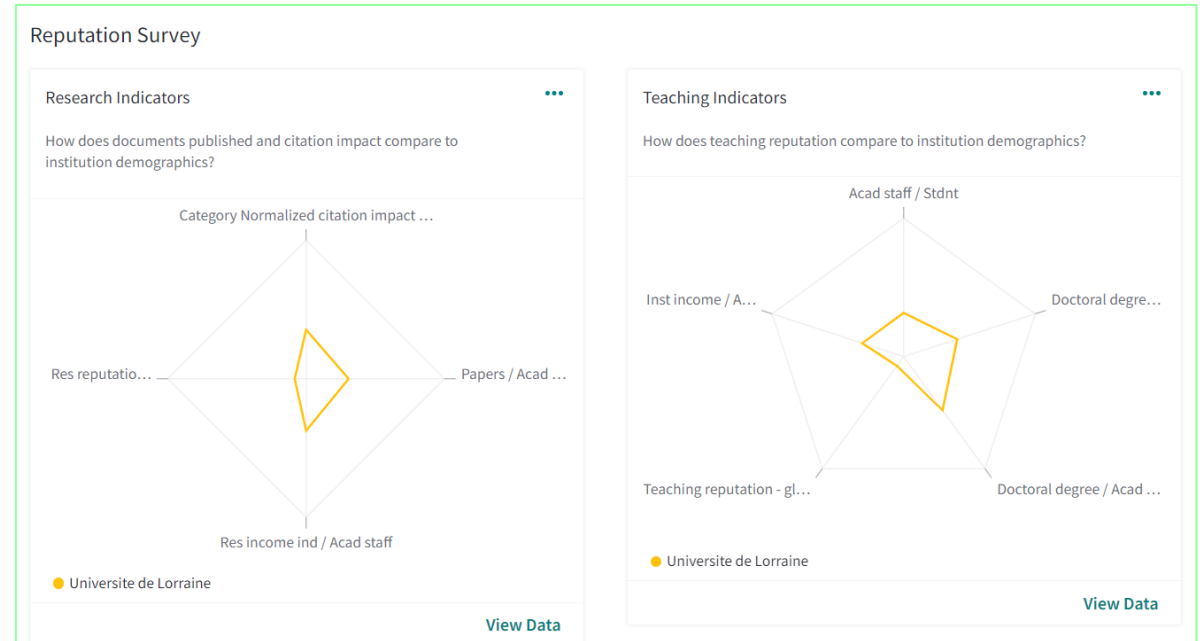 Reputation Survey
Research Indicators
How does documents published and citation impact compare to
institution demographics?
Category Normalized citation impact ...
Res reputatio...
Papers / Acad ...
Res income ind / Acad staff
Universite de Lorraine
View Data
Teaching Indicators
How does teaching reputation compare to institution demographics?
Acad staff / Stdnt
Inst income / A...
Doctoral degre...
Teaching reputation - gl...
Doctoral degree / Acad ...
Universite de Lorraine
View Data